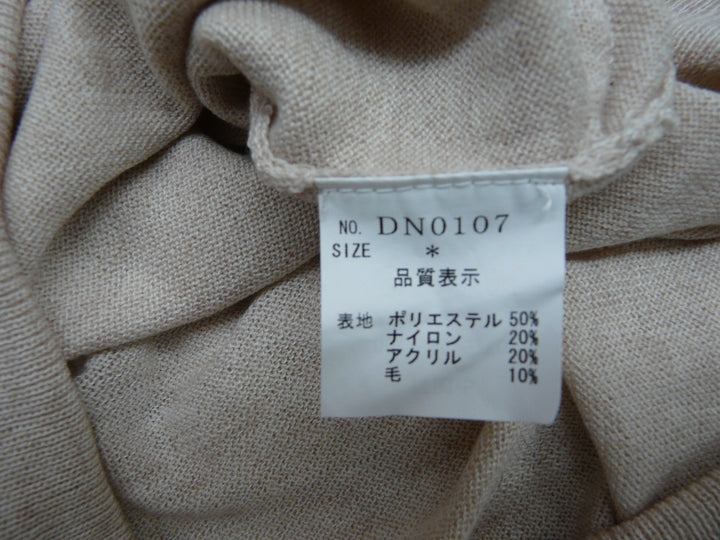 NO. DN0107
SIZE *
品質表示
表地 ポリエステル 50%
ナイロン 20%
アクリル 20%
毛 10%